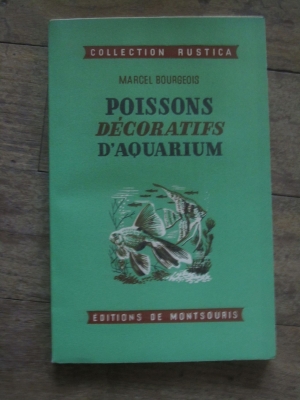 COLLECTION RUSTICA
MARCEL BOURGEOIS
POISSONS
DÉCORATIFS
D'AQUARIUM
EDITIONS DE MONTSOURIS